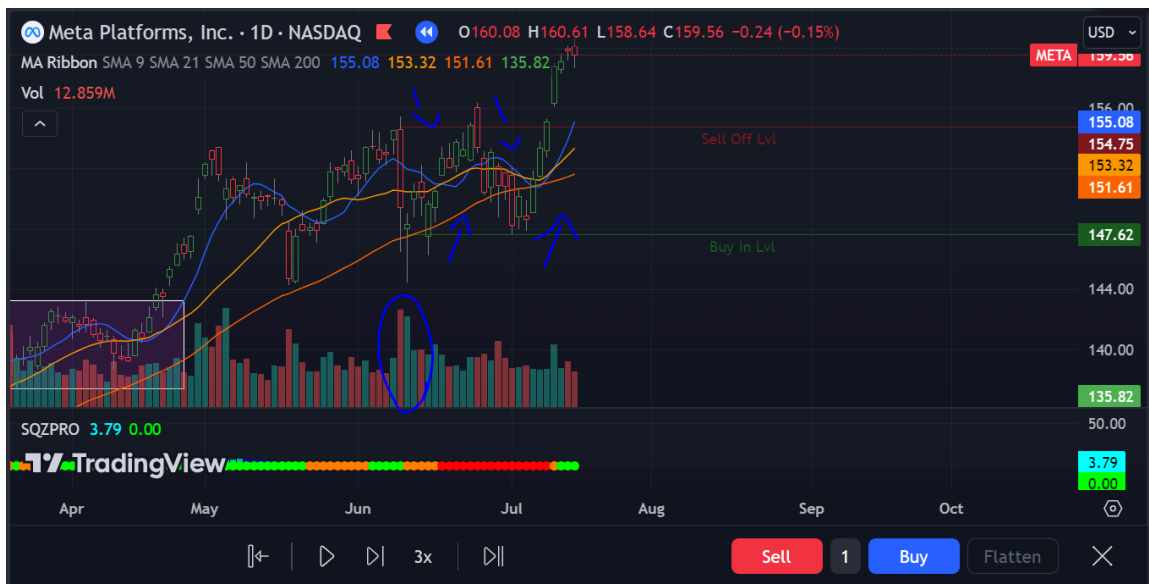 Meta Platforms, Inc. · 1D · NASDAQ O160.08 H160.61 L158.64 C159.56 −0.24 (−0.15%) USD
MA Ribbon SMA 9 SMA 21 SMA 50 SMA 200 155.08 153.32 151.61 135.82 META 159.56
Vol 12.859M
156.00
155.08
Sell Off Lvl 154.75
153.32
151.61
147.62
Buy In Lvl
144.00
140.00
135.82
SQZPRO 3.79 0.00 50.00
TradingView 3.79
0.00
Apr May Jun Jul Aug Sep Oct
3x Sell 1 Buy Flatten